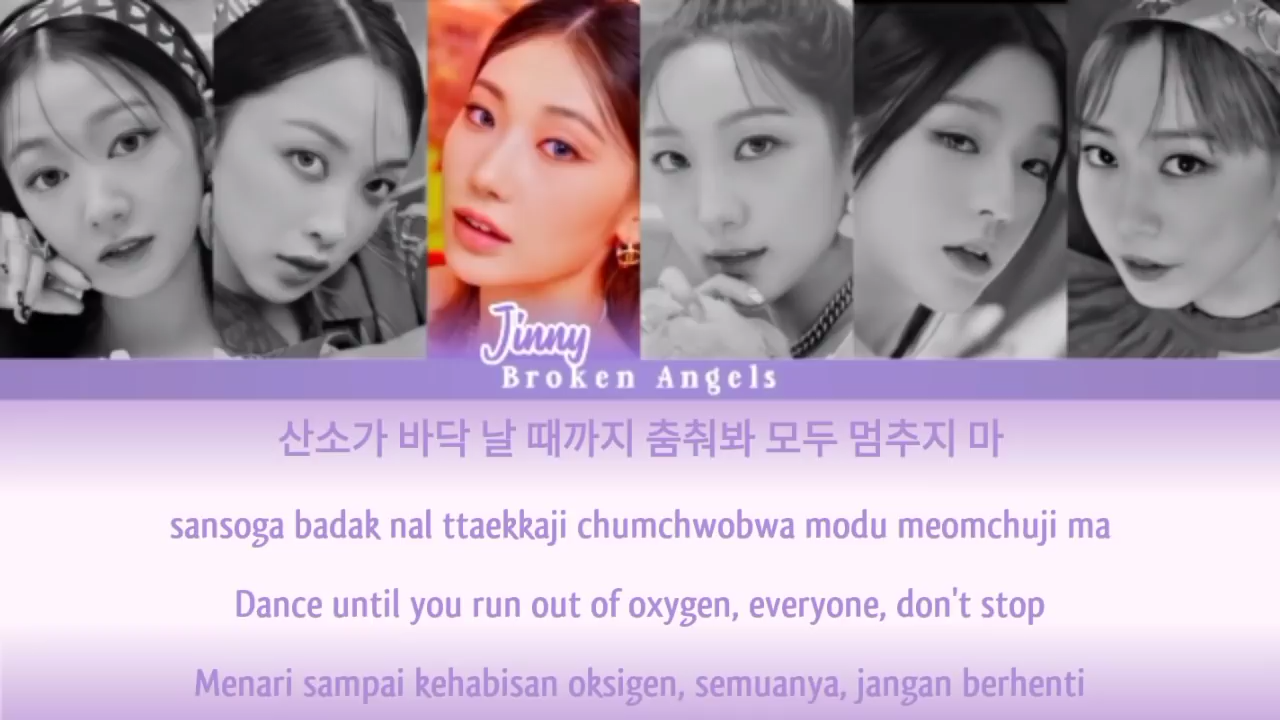 Jinny
Broken Angels
산소가 바닥 날 때까지 춤춰봐 모두 멈추지 마
sansoga badak nal ttaekkaji chumchwobwa modu meomchuji ma
Dance until you run out of oxygen, everyone, don't stop
Menari sampai kehabisan oksigen, semuanya, jangan berhenti